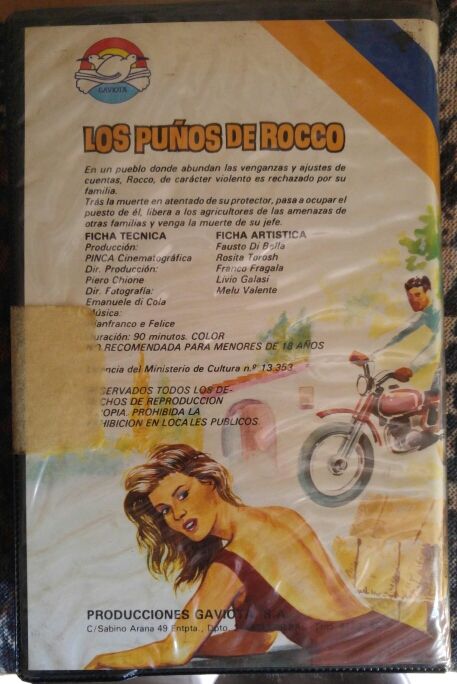 GAVIOTA
LOS PUÑOS DE ROCCO
En un pueblo donde abundan las venganzas y ajustes de
cuentas, Rocco, de carácter violento es rechazado por su
familia.
Trás la muerte en atentado de su protector, pasa a ocupar el
puesto de él, libera a los agricultores de las amenazas de
otras familias y venga la muerte de su jefe.
FICHA TECNICA
Producción:
PINCA Cinematográfica
Dir. Producción:
Piero Chione
Dir. Fotografía:
Emanuele di Cola
Música:
Gianfranco e Felice
FICHA ARTISTICA
Fausto Di Bella
Rosita Torosh
Franco Fragala
Livio Galasi
Melu Valente
Duración: 90 minutos. COLOR
NO RECOMENDADA PARA MENORES DE 18 AÑOS
Licencia del Ministerio de Cultura n.º 13.353
RESERVADOS TODOS LOS DE-
CHOS DE REPRODUCCION
COPIA. PROHIBIDA LA
HIBICION EN LOCALES PUBLICOS.
PRODUCCIONES GAVIOTA, S.A.
C/Sabino Arana 49 Entpta., Dpto.